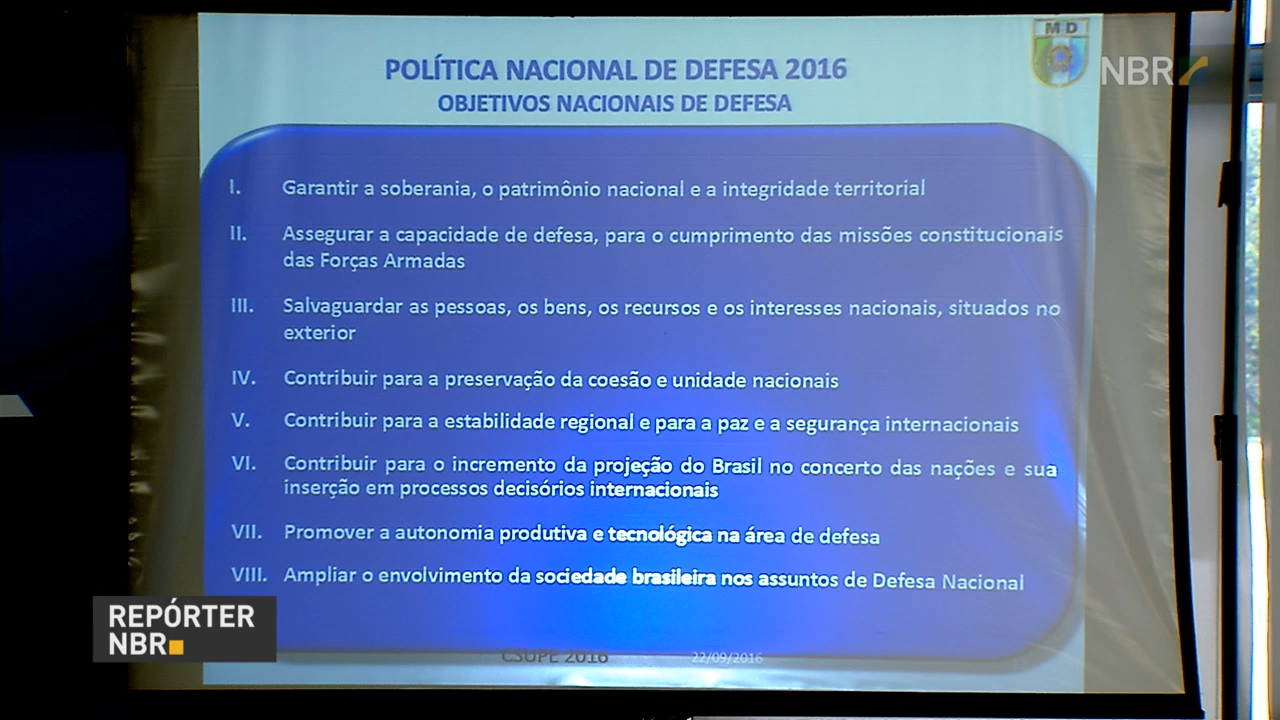 MD
NBR
POLÍTICA NACIONAL DE DEFESA 2016
OBJETIVOS NACIONAIS DE DEFESA
I. Garantir a soberania, o patrimônio nacional e a integridade territorial
II. Assegurar a capacidade de defesa, para o cumprimento das missões constitucionais
das Forças Armadas
III. Salvaguardar as pessoas, os bens, os recursos e os interesses nacionais, situados no
exterior
IV. Contribuir para a preservação da coesão e unidade nacionais
V. Contribuir para a estabilidade regional e para a paz e a segurança internacionais
VI. Contribuir para o incremento da projeção do Brasil no concerto das nações e sua
inserção em processos decisórios internacionais
VII. Promover a autonomia produtiva e tecnológica na área de defesa
VIII. Ampliar o envolvimento da sociedade brasileira nos assuntos de Defesa Nacional
REPÓRTER
NBR
CSUPE 2016 22/09/2016